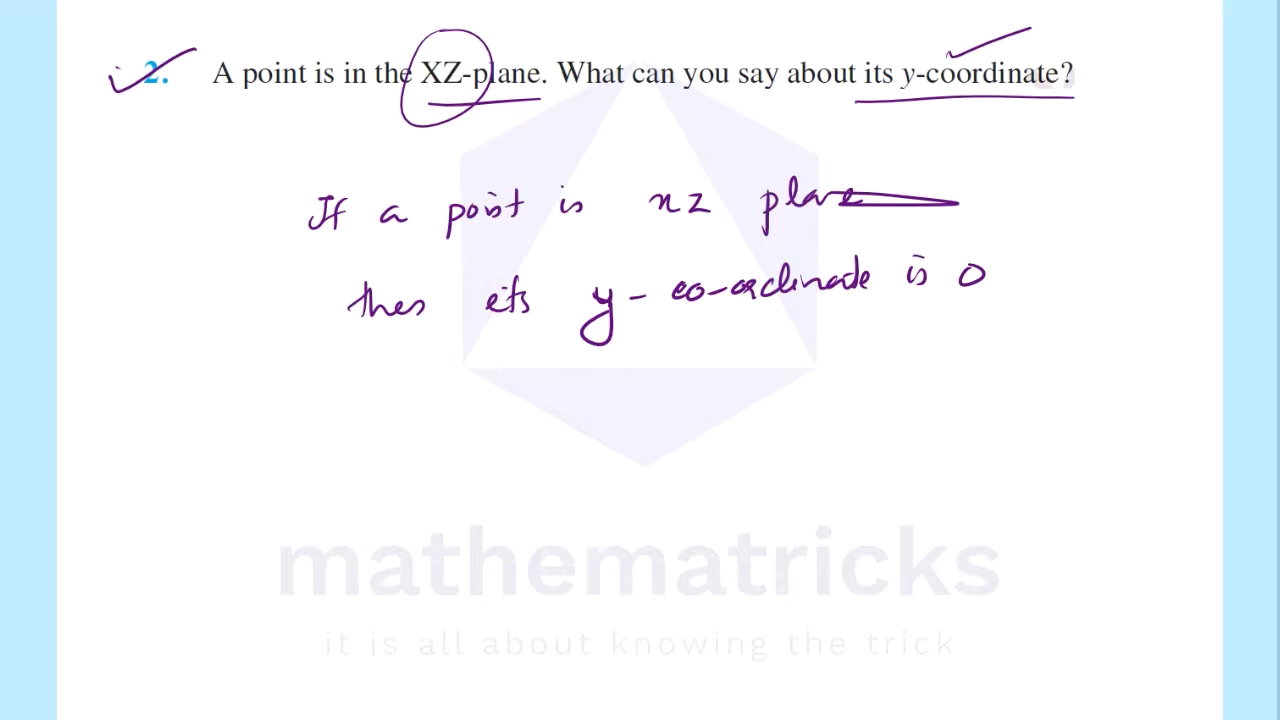 2. A point is in the XZ-plane. What can you say about its y-coordinate?
If a point is xz plane
then its y-co-ordinate is 0
mathematricks
it is all about knowing the trick